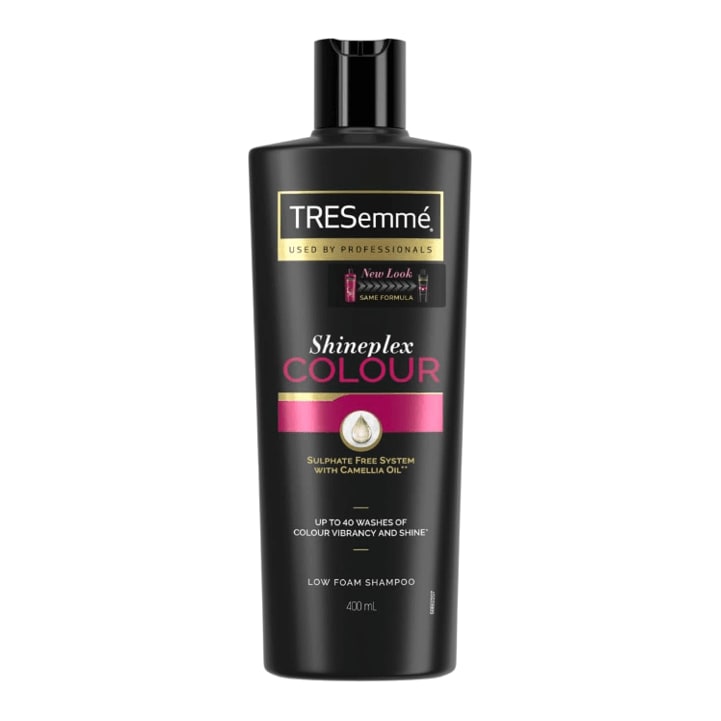 TRESemmé®
USED BY PROFESSIONALS
New Look
SAME FORMULA
Shineplex
COLOUR
SULPHATE FREE SYSTEM
WITH CAMELLIA OIL**
UP TO 40 WASHES OF
COLOUR VIBRANCY AND SHINE*
LOW FOAM SHAMPOO
400 mL